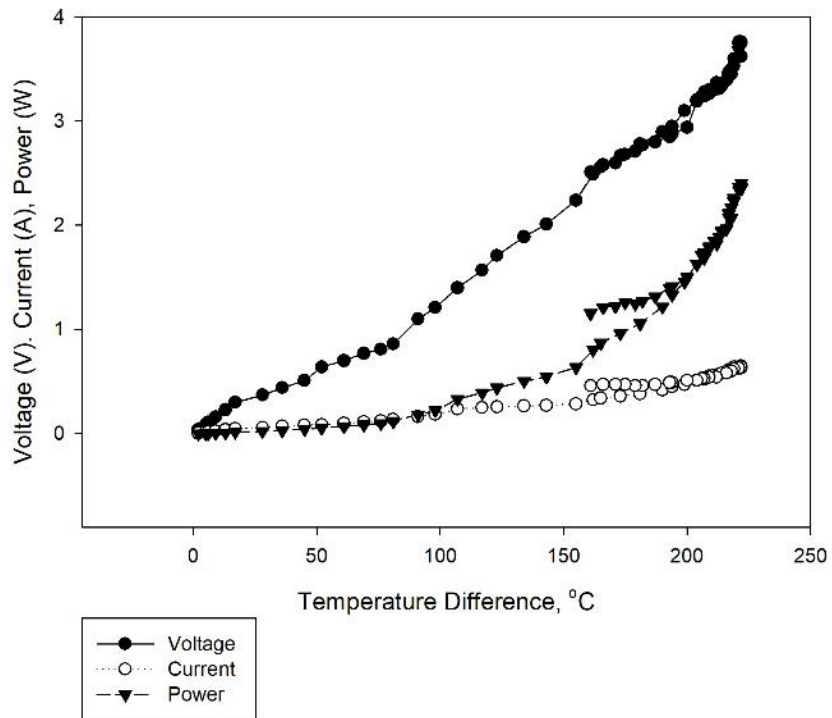 Voltage (V). Current (A), Power (W)
4
3
2
1
0
0 50 100 150 200 250
Temperature Difference, °C
Voltage
Current
Power